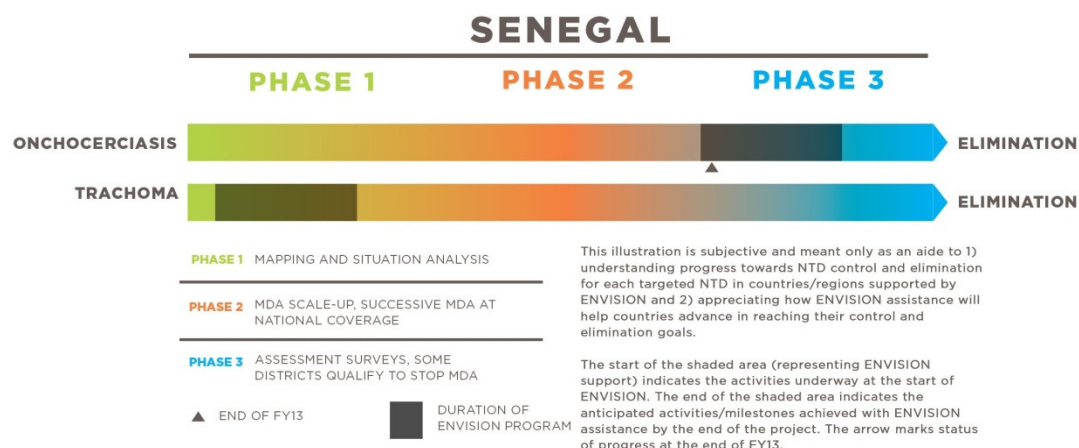 SENEGAL
PHASE 1 PHASE 2 PHASE 3
ONCHOCERCIASIS ELIMINATION
TRACHOMA ELIMINATION
PHASE 1 MAPPING AND SITUATION ANALYSIS
PHASE 2 MDA SCALE-UP, SUCCESSIVE MDA AT
NATIONAL COVERAGE
PHASE 3 ASSESSMENT SURVEYS, SOME
DISTRICTS QUALIFY TO STOP MDA
END OF FY13
DURATION OF
ENVISION PROGRAM
This illustration is subjective and meant only as an aide to 1)
understanding progress towards NTD control and elimination
for each targeted NTD in countries/regions supported by
ENVISION and 2) appreciating how ENVISION assistance will
help countries advance in reaching their control and
elimination goals.
The start of the shaded area (representing ENVISION
support) indicates the activities underway at the start of
ENVISION. The end of the shaded area indicates the
anticipated activities/milestones achieved with ENVISION
assistance by the end of the project. The arrow marks status
of progress at the end of FY13.